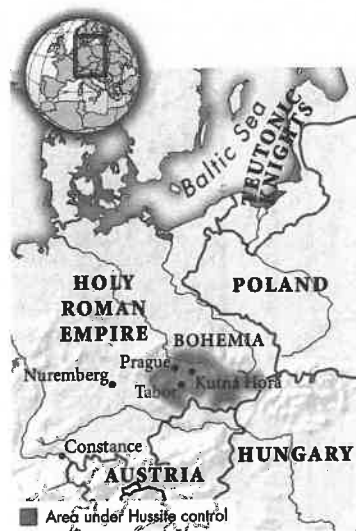 Baltic Sea
TEUTONIC
KNIGHTS
HOLY
ROMAN
EMPIRE
POLAND
BOHEMIA
Prague
Kutná Hora
Nuremberg
Tabor
Constance
HUNGARY
AUSTRIA
Area under Hussite control